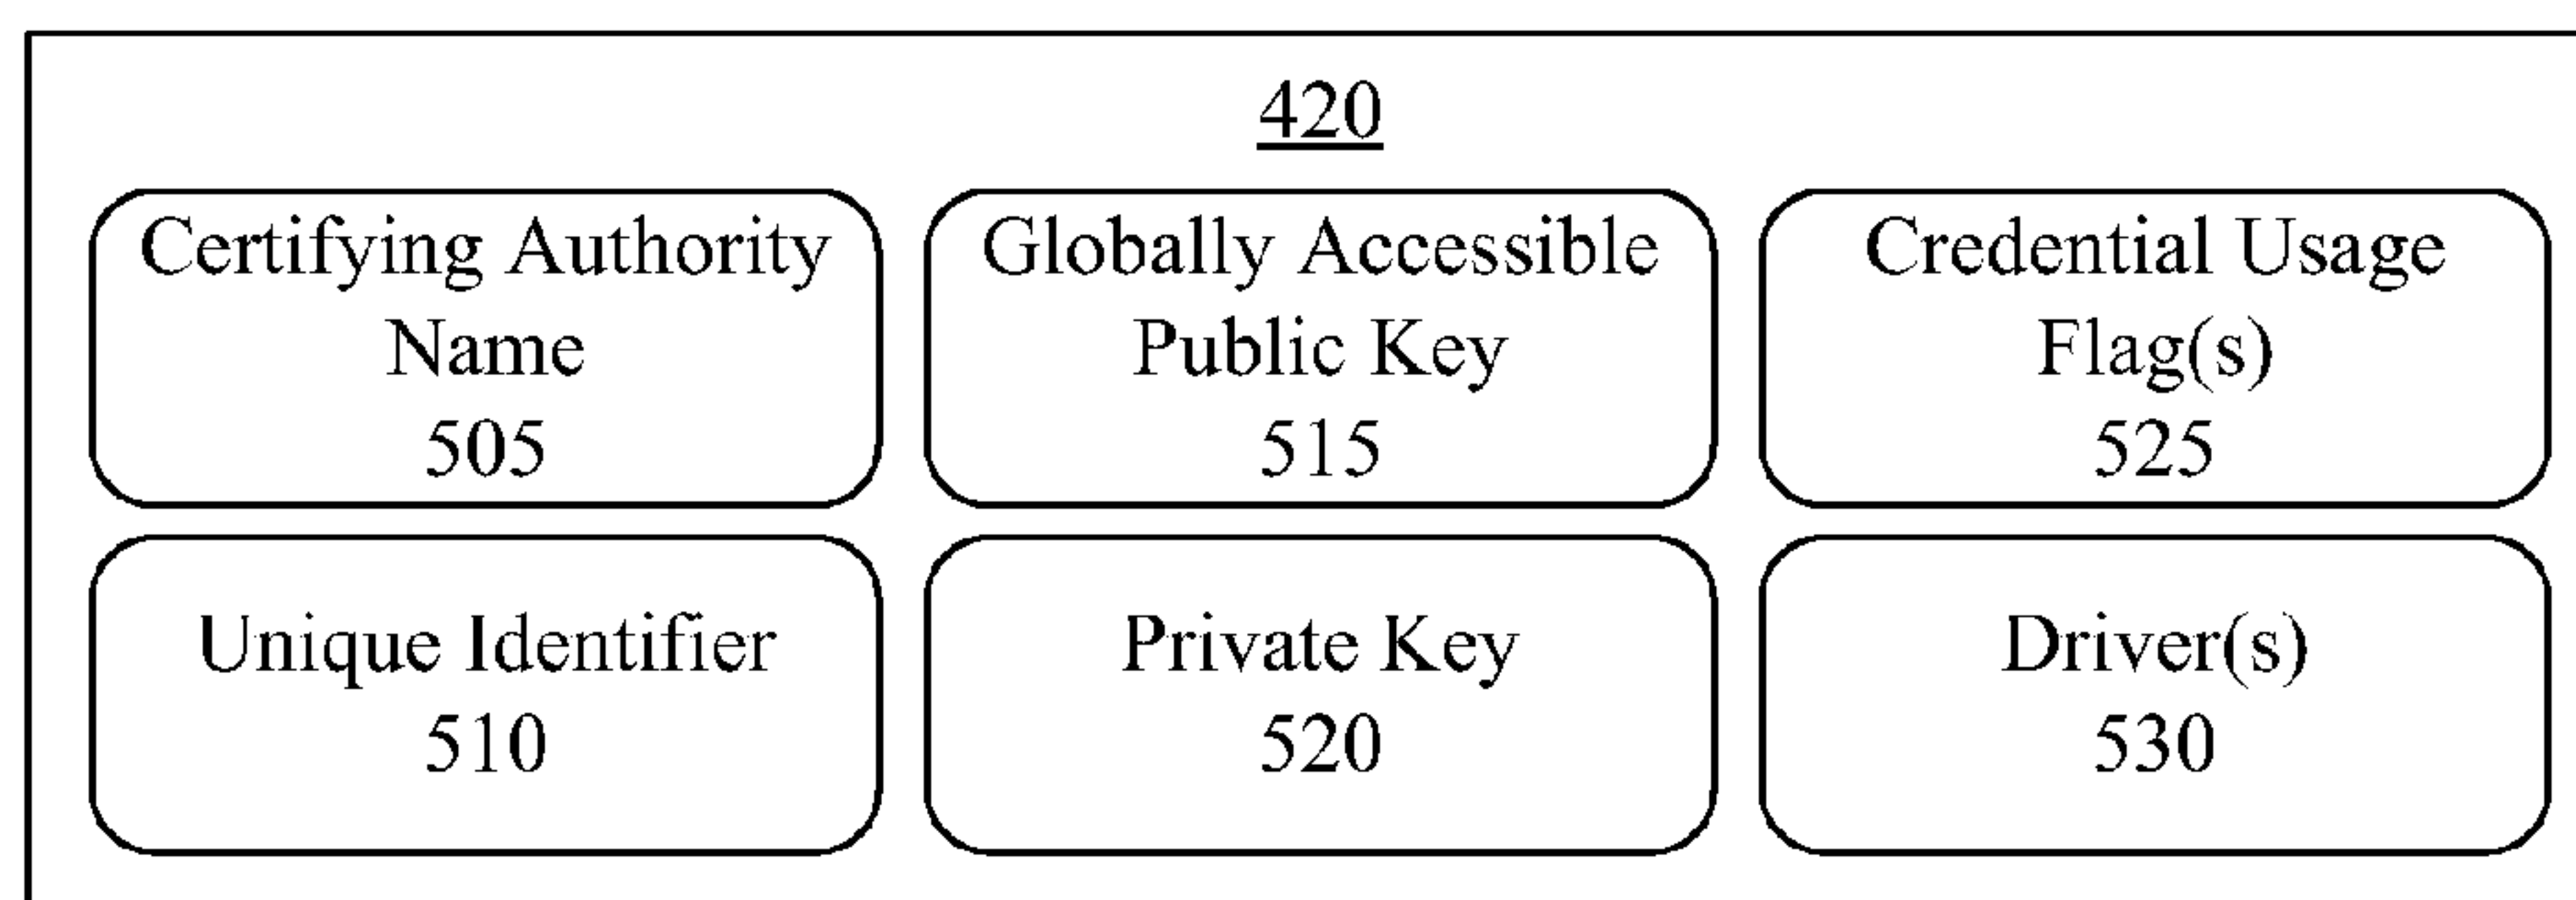 420
Certifying Authority
Name
505
Globally Accessible
Public Key
515
Credential Usage
Flag(s)
525
Unique Identifier
510
Private Key
520
Driver(s)
530